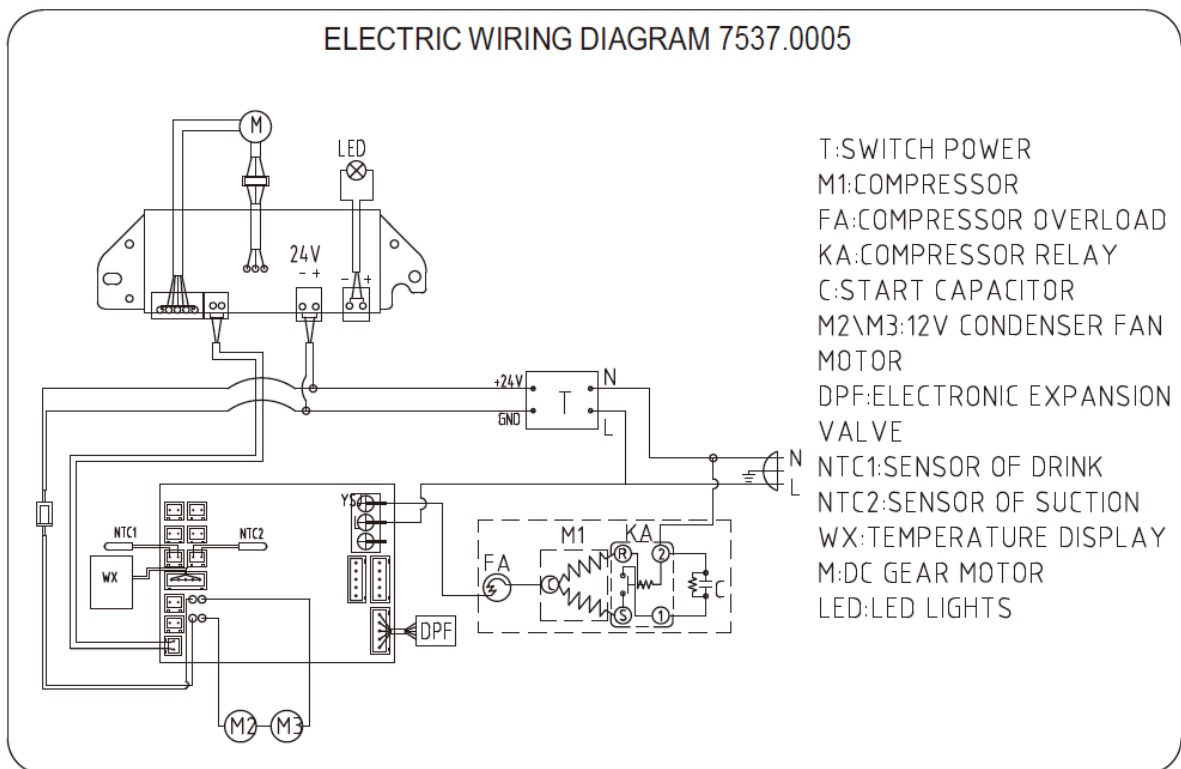 ELECTRIC WIRING DIAGRAM 7537.0005
M
LED
24V
- +
- +
T:SWITCH POWER
M1:COMPRESSOR
FA:COMPRESSOR OVERLOAD
KA:COMPRESSOR RELAY
C:START CAPACITOR
M2\M3:12V CONDENSER FAN
MOTOR
DPF:ELECTRONIC EXPANSION
VALVE
NTC1:SENSOR OF DRINK
NTC2:SENSOR OF SUCTION
WX:TEMPERATURE DISPLAY
M:DC GEAR MOTOR
LED:LED LIGHTS
+24V
GND
T
N
L
N
L
YS
L
NTC1
NTC2
WX
DPF
M2
M3
FA
M1
KA
C
R
S
2
1
C